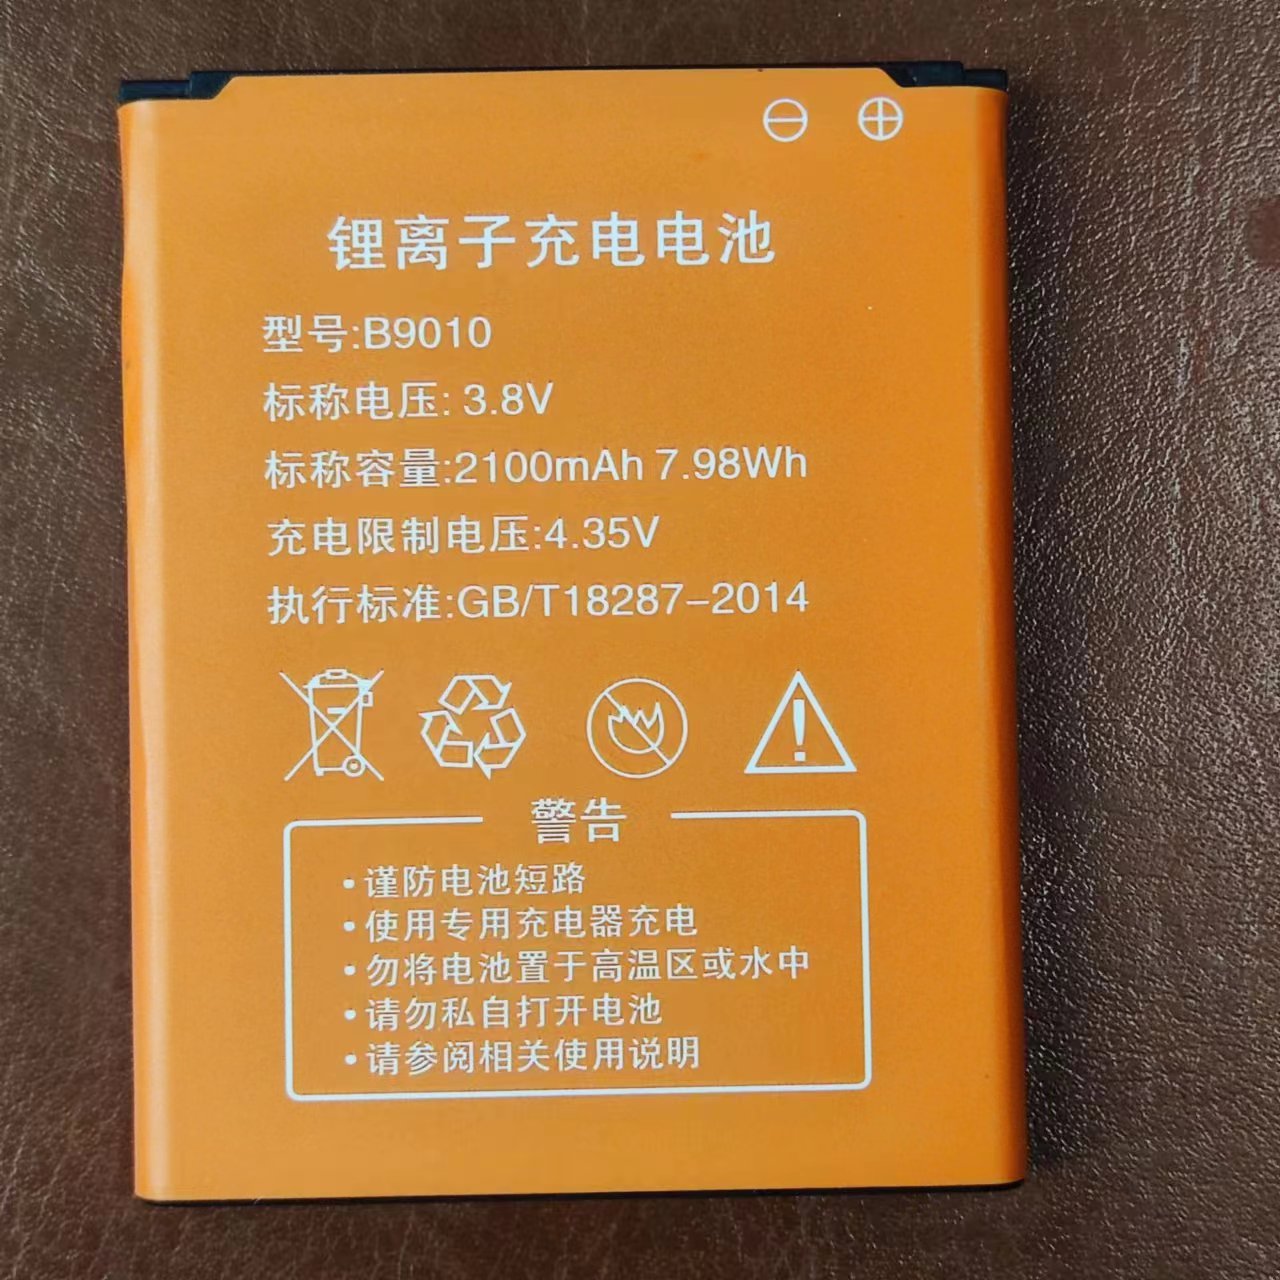 锂离子充电电池
型号:B9010
标称电压: 3.8V
标称容量:2100mAh 7.98Wh
充电限制电压:4.35V
执行标准:GB/T18287-2014
警告
•谨防电池短路
•使用专用充电器充电
•勿将电池置于高温区或水中
•请勿私自打开电池
•请参阅相关使用说明